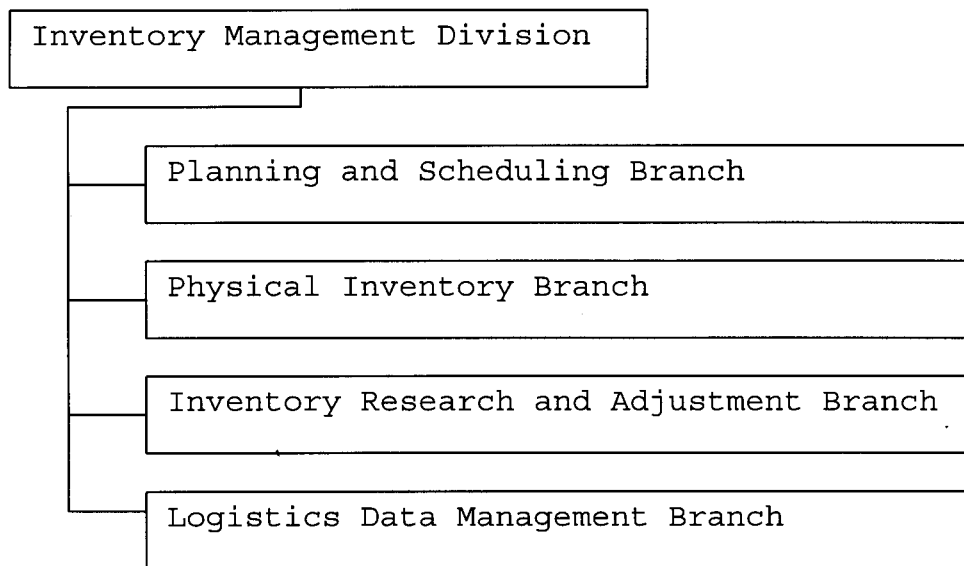 Inventory Management Division
Planning and Scheduling Branch
Physical Inventory Branch
Inventory Research and Adjustment Branch
Logistics Data Management Branch